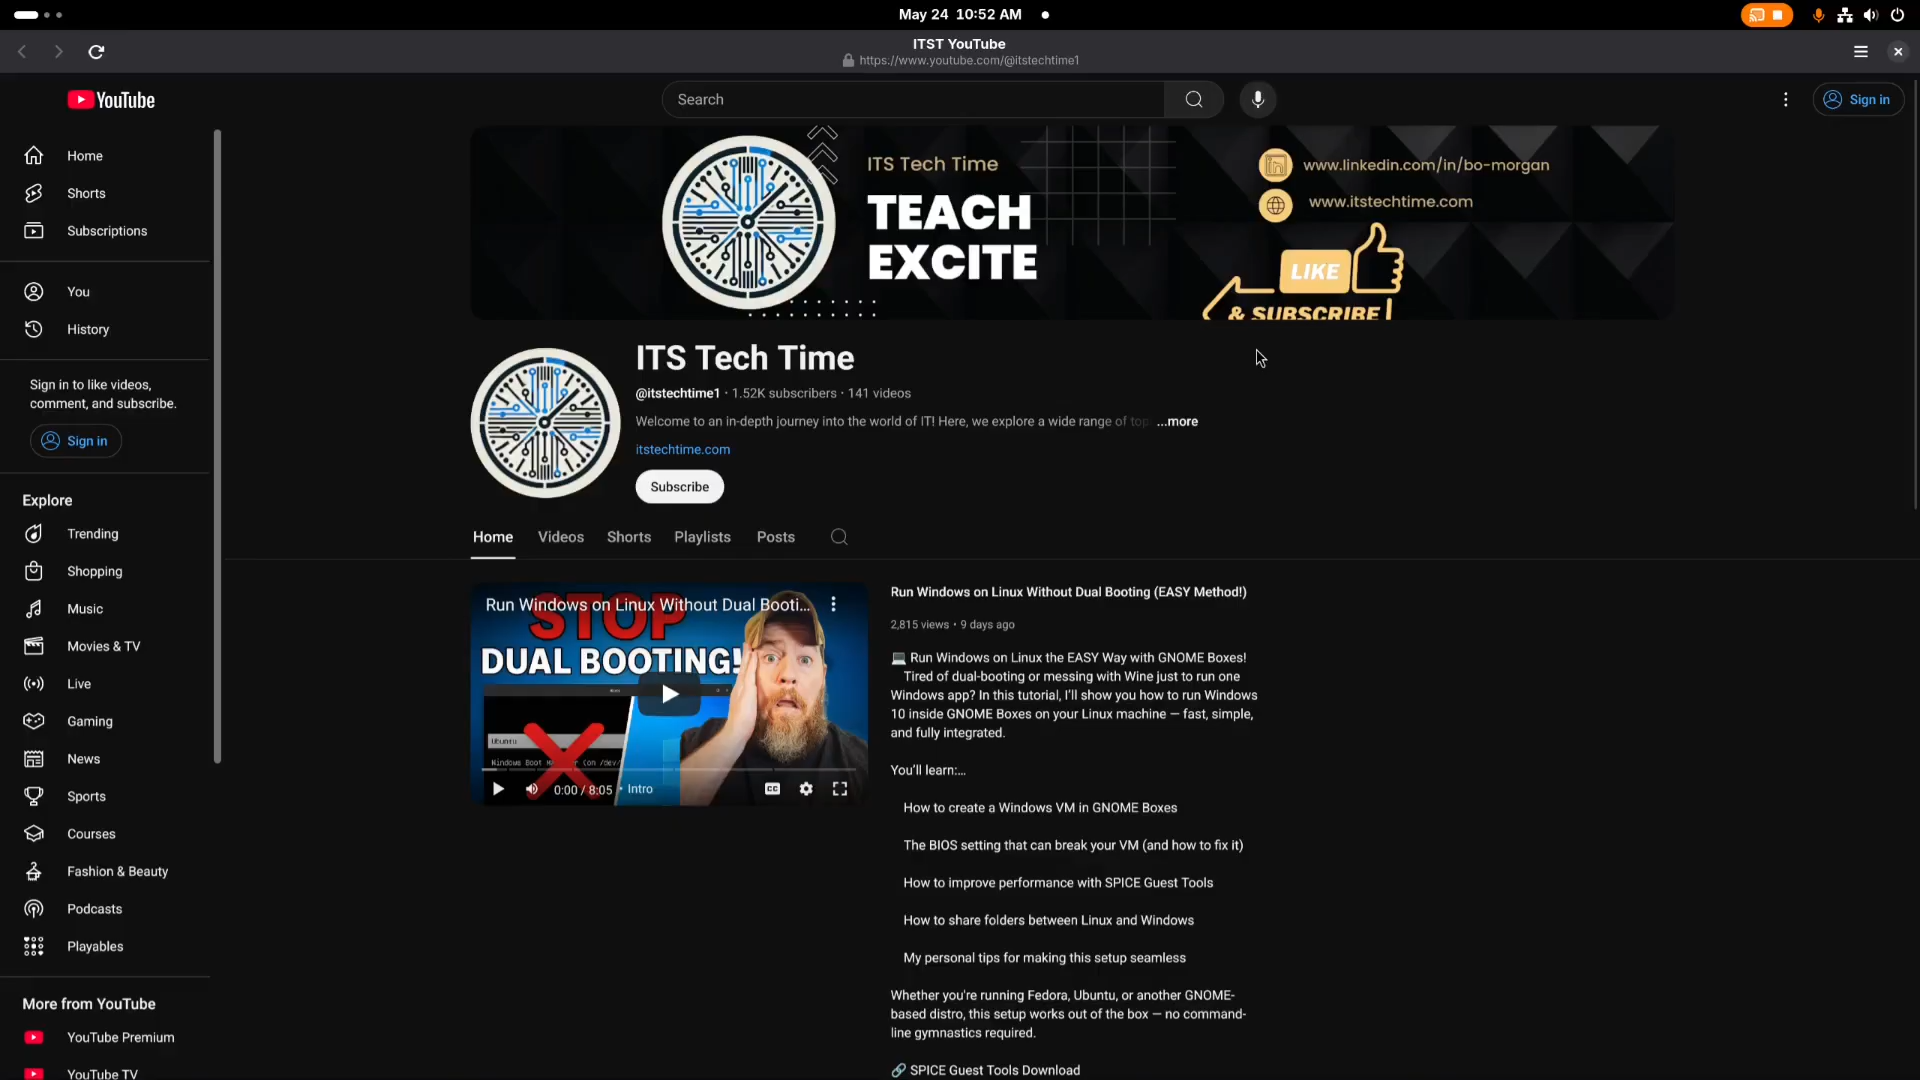 May 24 10:52 AM
ITST YouTube
https://www.youtube.com/@itstechtime1
YouTube
Search
Sign in
Home
Shorts
Subscriptions
You
History
Sign in to like videos,
comment, and subscribe.
Sign in
Explore
Trending
Shopping
Music
Movies & TV
Live
Gaming
News
Sports
Courses
Fashion & Beauty
Podcasts
Playables
More from YouTube
YouTube Premium
YouTube TV
ITS Tech Time
TEACH
EXCITE
www.linkedin.com/in/bo-morgan
www.itstechtime.com
LIKE
& SUBSCRIBE
ITS Tech Time
@itstechtime1 · 1.52K subscribers · 141 videos
Welcome to an in-depth journey into the world of IT! Here, we explore a wide range of top ...more
itstechtime.com
Subscribe
Home
Videos
Shorts
Playlists
Posts
Run Windows on Linux Without Dual Booti...
STOP
DUAL BOOTING!
Ubuntu
Windows Boot M
(on /dev/
0:00 / 8:05 • Intro
CC
Run Windows on Linux Without Dual Booting (EASY Method!)
2,815 views • 9 days ago
💻 Run Windows on Linux the EASY Way with GNOME Boxes!
Tired of dual-booting or messing with Wine just to run one
Windows app? In this tutorial, I'll show you how to run Windows
10 inside GNOME Boxes on your Linux machine — fast, simple,
and fully integrated.
You'll learn:...
How to create a Windows VM in GNOME Boxes
The BIOS setting that can break your VM (and how to fix it)
How to improve performance with SPICE Guest Tools
How to share folders between Linux and Windows
My personal tips for making this setup seamless
Whether you're running Fedora, Ubuntu, or another GNOME-
based distro, this setup works out of the box — no command-
line gymnastics required.
🔗 SPICE Guest Tools Download